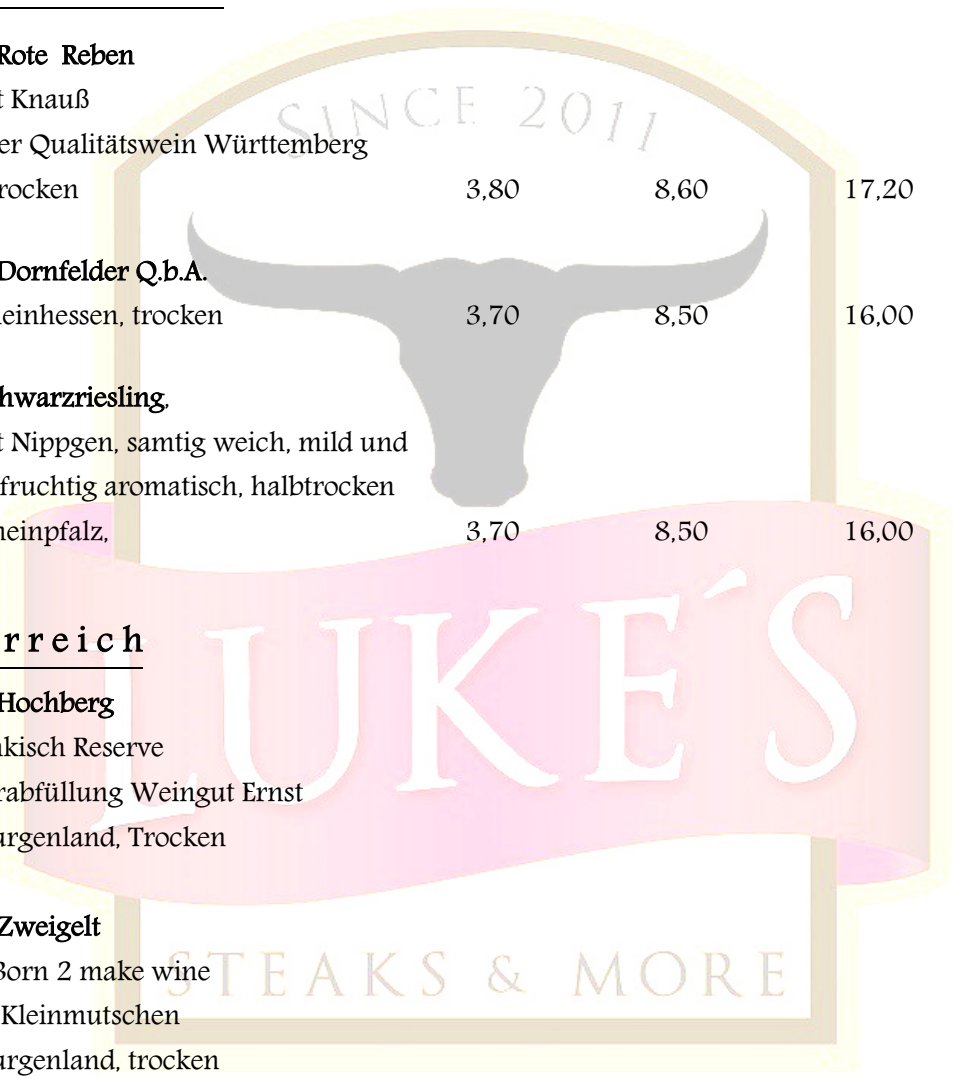 Rote Reben
t Knauß
er Qualitätswein Württemberg
rocken 3,80 8,60 17,20
Dornfelder Q.b.A.
einhessen, trocken 3,70 8,50 16,00
hwarzriesling,
t Nippgen, samtig weich, mild und
fruchtig aromatisch, halbtrocken
heinpfalz, 3,70 8,50 16,00
rreich
Hochberg
nkisch Reserve
rabfüllung Weingut Ernst
urgenland, Trocken
Zweigelt
Born 2 make wine
Kleinmutschen
urgenland, trocken
SINCE 2011
LUKE´S
STEAKS & MORE